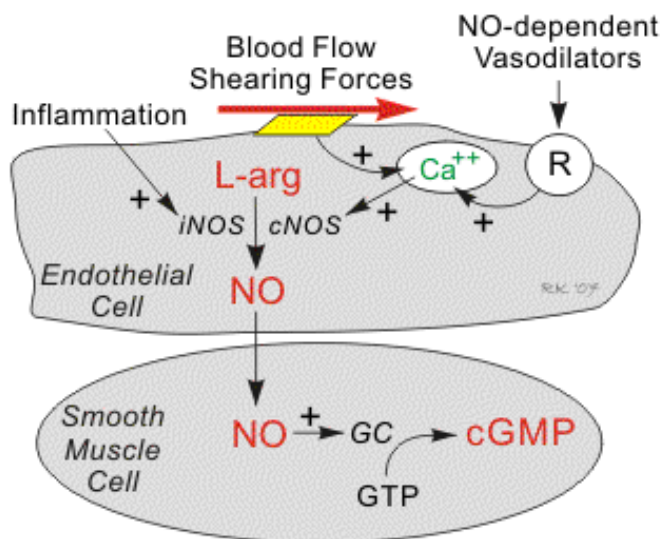 NO-dependent
Vasodilators
Blood Flow
Shearing Forces
Inflammation
+
Ca++
R
L-arg
+
iNOS
cNOS
+
+
Endothelial
Cell
NO
RK '07
Smooth
Muscle
Cell
NO
+
GC
cGMP
GTP